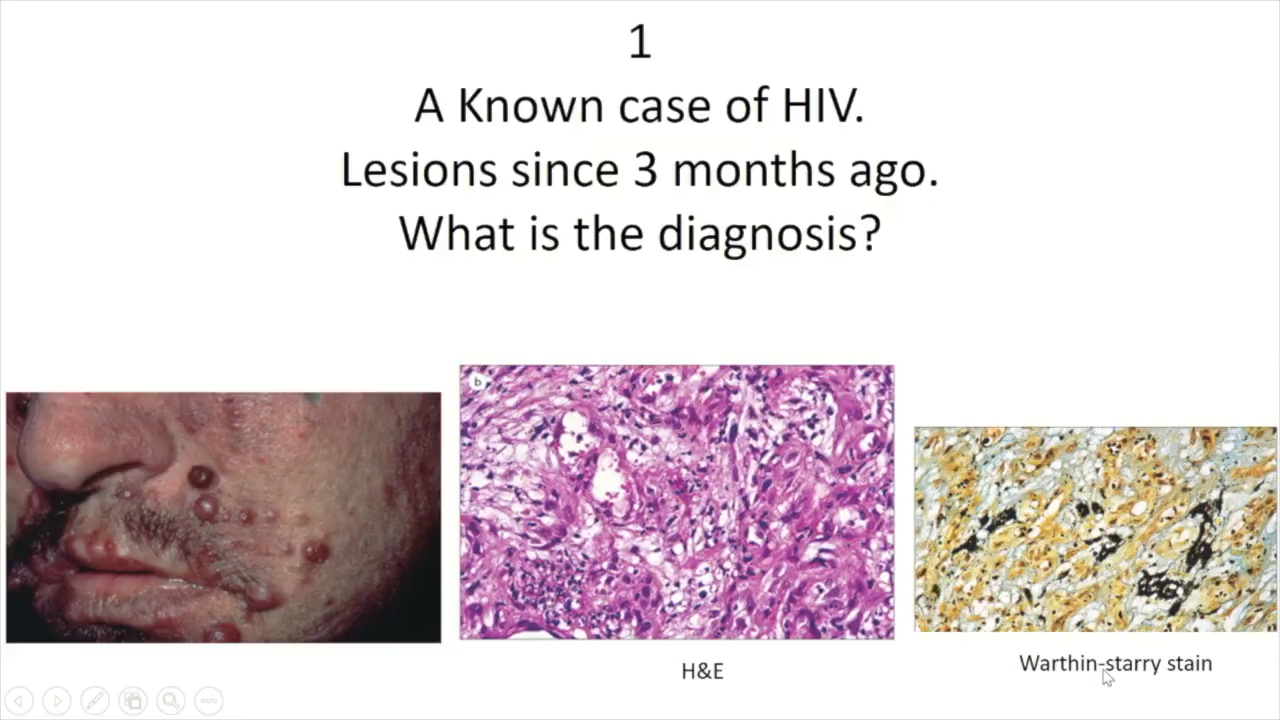 1
A Known case of HIV.
Lesions since 3 months ago.
What is the diagnosis?
b
H&E
Warthin-starry stain